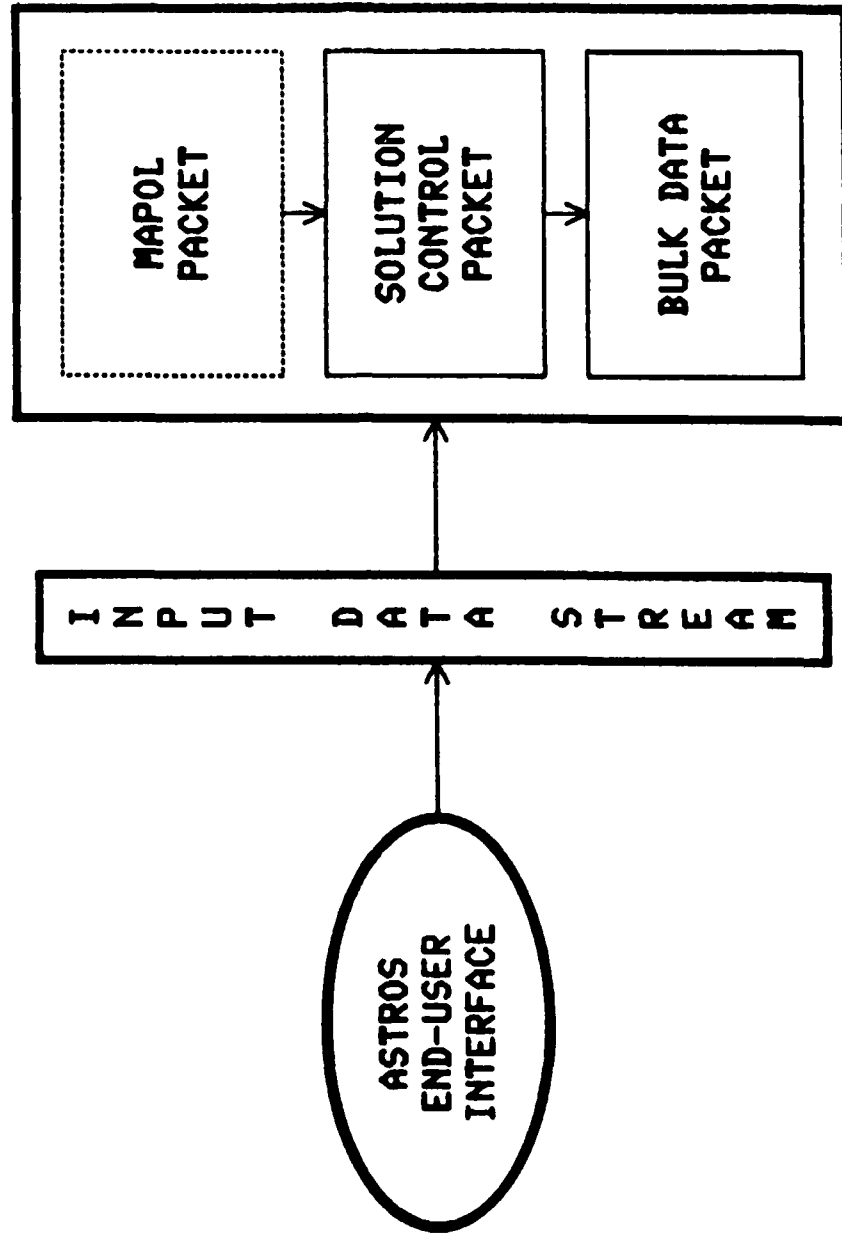 ASTROS
END-USER
INTERFACE
INPUT DATA STREAM
MAPOL
PACKET
SOLUTION
CONTROL
PACKET
BULK DATA
PACKET